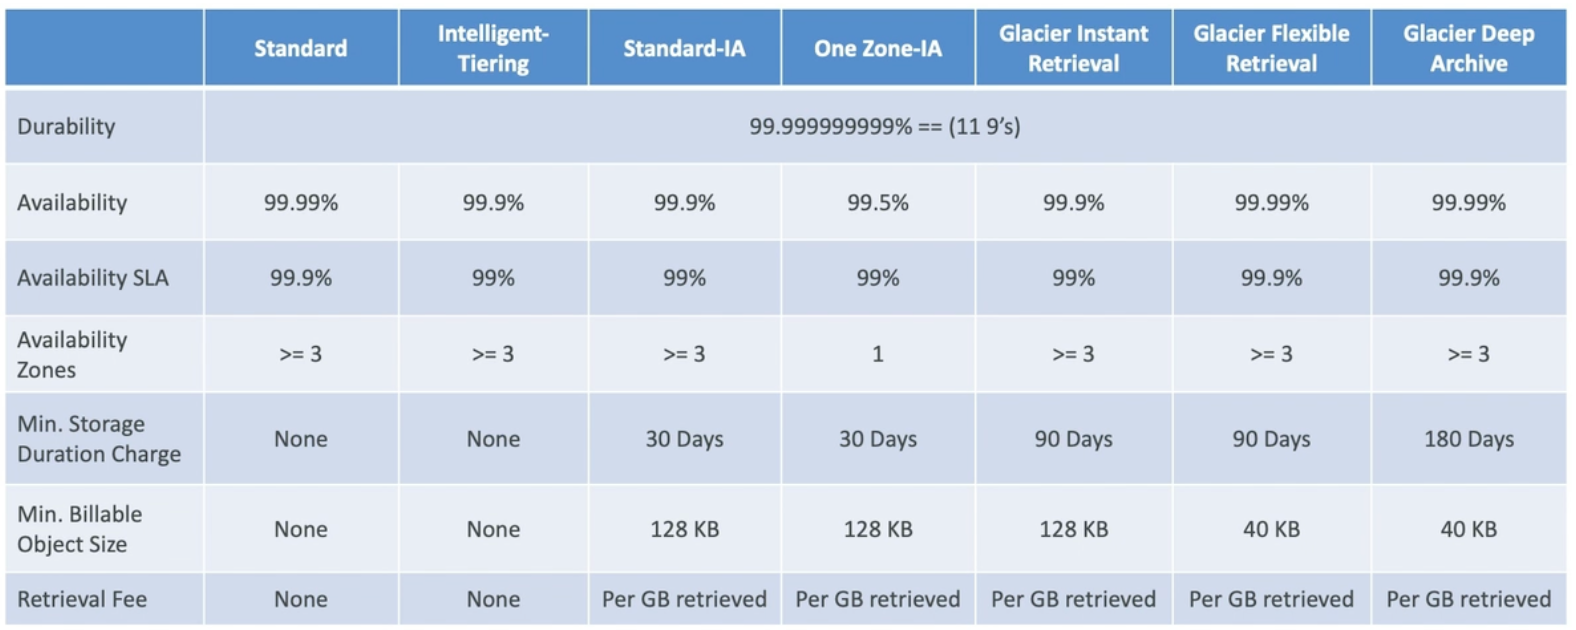 Standard
Intelligent-
Tiering
Standard-IA
One Zone-IA
Glacier Instant
Retrieval
Glacier Flexible
Retrieval
Glacier Deep
Archive
Durability
99.999999999% == (11 9’s)
Availability
99.99%
99.9%
99.9%
99.5%
99.9%
99.99%
99.99%
Availability SLA
99.9%
99%
99%
99%
99%
99.9%
99.9%
Availability
Zones
>= 3
>= 3
>= 3
1
>= 3
>= 3
>= 3
Min. Storage
Duration Charge
None
None
30 Days
30 Days
90 Days
90 Days
180 Days
Min. Billable
Object Size
None
None
128 KB
128 KB
128 KB
40 KB
40 KB
Retrieval Fee
None
None
Per GB retrieved
Per GB retrieved
Per GB retrieved
Per GB retrieved
Per GB retrieved